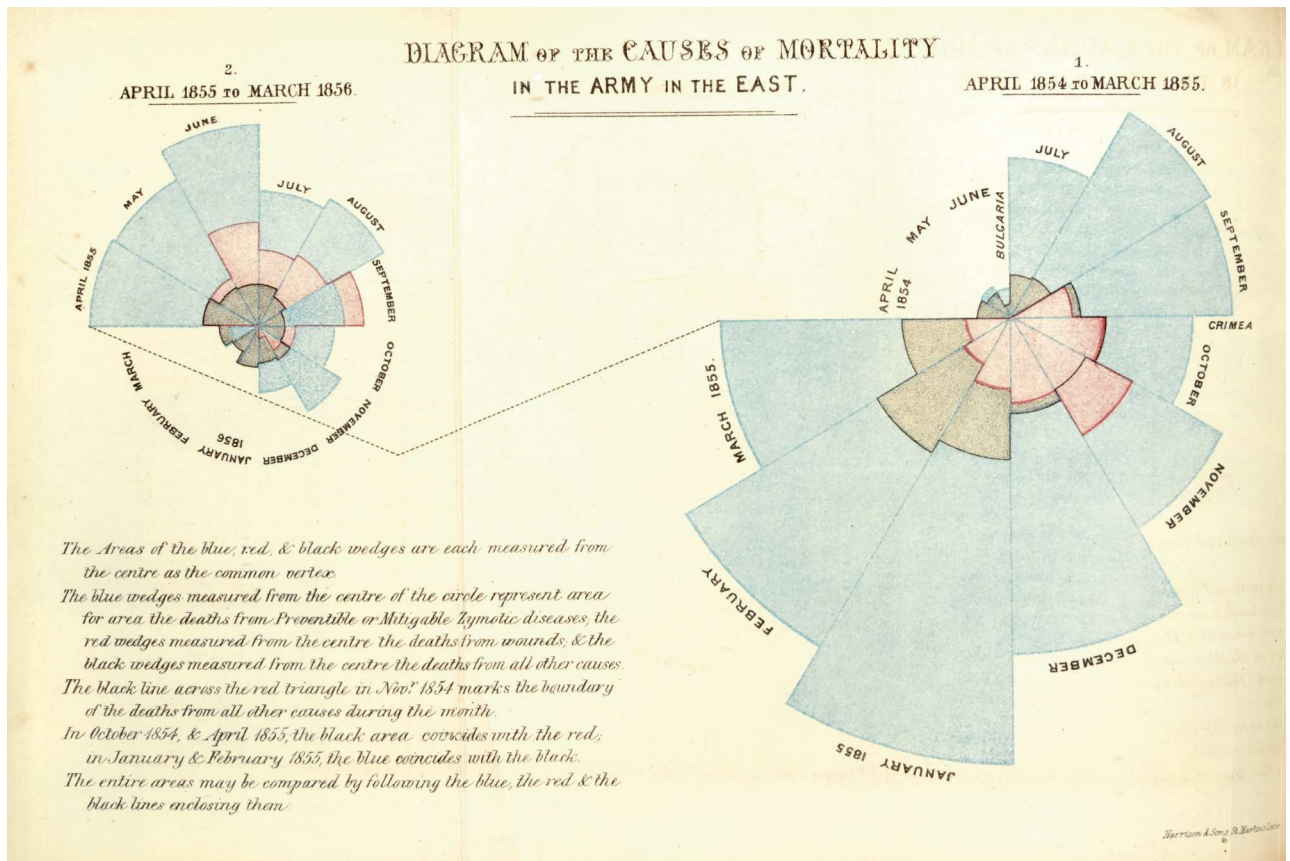 DIAGRAM OF THE CAUSES OF MORTALITY
IN THE ARMY IN THE EAST.
2.
APRIL 1855 TO MARCH 1856.
1.
APRIL 1854 TO MARCH 1855.
APRIL 1855
MAY
JUNE
JULY
AUGUST
SEPTEMBER
OCTOBER
NOVEMBER
DECEMBER
JANUARY
1856
FEBRUARY
MARCH
APRIL
1854
MAY
JUNE
BULGARIA
JULY
AUGUST
SEPTEMBER
CRIMEA
OCTOBER
NOVEMBER
DECEMBER
JANUARY 1855
FEBRUARY
MARCH 1855.
The Areas of the blue, red, & black wedges are each measured from
the centre as the common vertex.
The blue wedges measured from the centre of the circle represent area
for area the deaths from Preventible or Mitigable Zymotic diseases, the
red wedges measured from the centre the deaths from wounds, & the
black wedges measured from the centre the deaths from all other causes.
The black line across the red triangle in Novr. 1854 marks the boundary
of the deaths from all other causes during the month.
In October 1854, & April 1855, the black area coincides with the red,
in January & February 1855, the blue coincides with the black.
The entire areas may be compared by following the blue, the red & the
black lines enclosing them.
Harrison & Sons, St. Martins